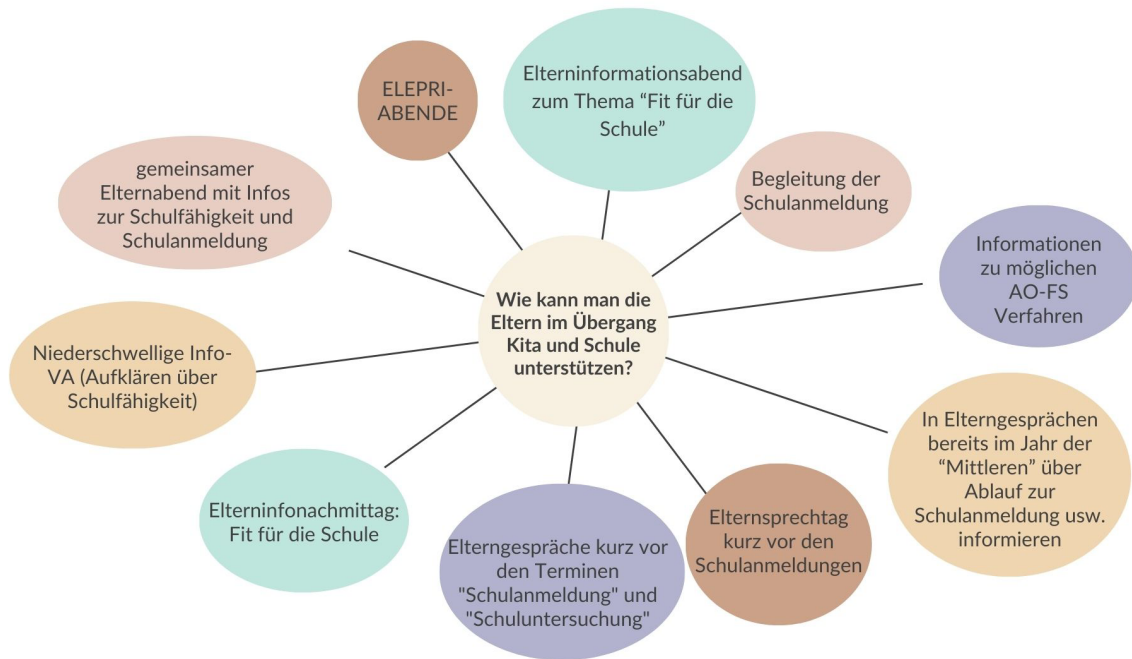 ELEPRI-
ABENDE
Elterninformationsabend
zum Thema “Fit für die
Schule”
Begleitung der
Schulanmeldung
gemeinsamer
Elternabend mit Infos
zur Schulfähigkeit und
Schulanmeldung
Informationen
zu möglichen
AO-FS
Verfahren
Wie kann man die
Eltern im Übergang
Kita und Schule
unterstützen?
Niederschwellige Info-
VA (Aufklären über
Schulfähigkeit)
In Elterngesprächen
bereits im Jahr der
“Mittleren” über
Ablauf zur
Schulanmeldung usw.
informieren
Elterninfonachmittag:
Fit für die Schule
Elterngespräche kurz vor
den Terminen
"Schulanmeldung" und
"Schuluntersuchung"
Elternsprechtag
kurz vor den
Schulanmeldungen